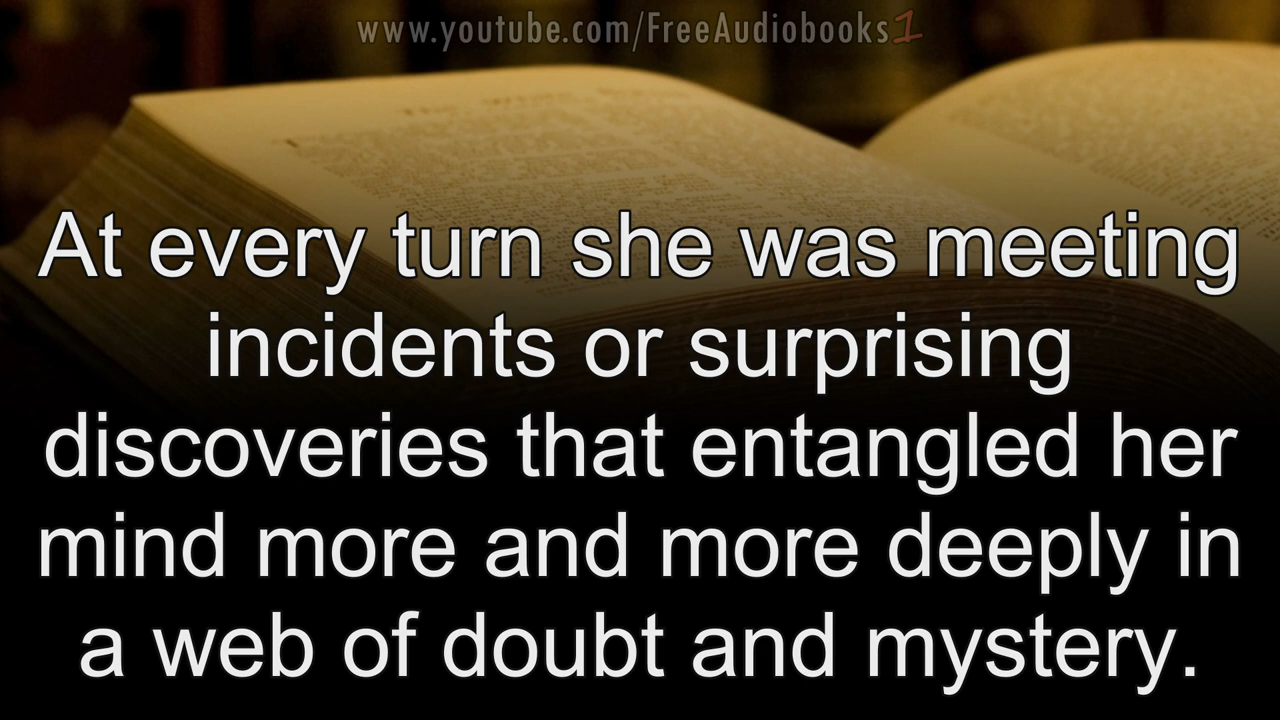 www.youtube.com/FreeAudiobooks1
At every turn she was meeting
incidents or surprising
discoveries that entangled her
mind more and more deeply in
a web of doubt and mystery.